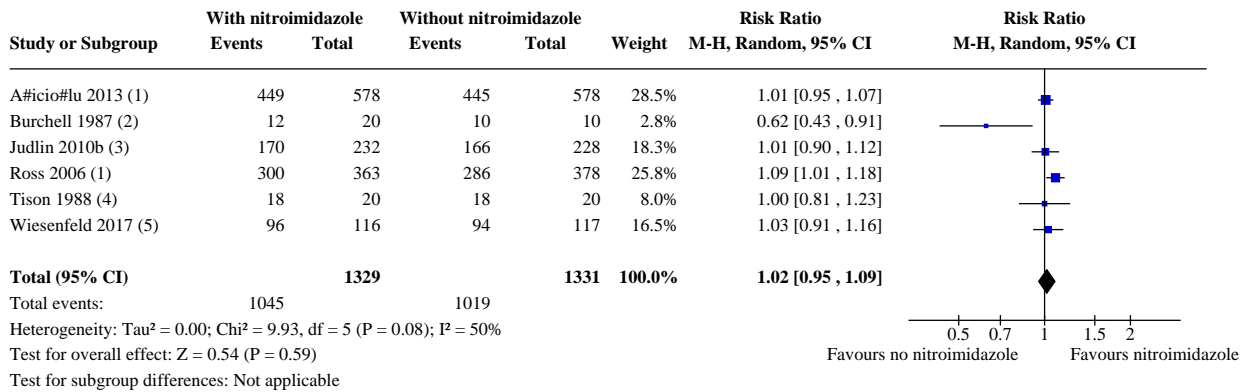 With nitroimidazole Without nitroimidazole Risk Ratio Risk Ratio
Study or Subgroup Events Total Events Total Weight M-H, Random, 95% CI M-H, Random, 95% CI
A#icio#lu 2013 (1) 449 578 445 578 28.5% 1.01 [0.95 , 1.07]
Burchell 1987 (2) 12 20 10 10 2.8% 0.62 [0.43 , 0.91]
Judlin 2010b (3) 170 232 166 228 18.3% 1.01 [0.90 , 1.12]
Ross 2006 (1) 300 363 286 378 25.8% 1.09 [1.01 , 1.18]
Tison 1988 (4) 18 20 18 20 8.0% 1.00 [0.81 , 1.23]
Wiesenfeld 2017 (5) 96 116 94 117 16.5% 1.03 [0.91 , 1.16]
Total (95% CI) 1329 1331 100.0% 1.02 [0.95 , 1.09]
Total events: 1045 1019
Heterogeneity: Tau² = 0.00; Chi² = 9.93, df = 5 (P = 0.08); I² = 50%
0.5 0.7 1 1.5 2
Test for overall effect: Z = 0.54 (P = 0.59)
Favours no nitroimidazole Favours nitroimidazole
Test for subgroup differences: Not applicable